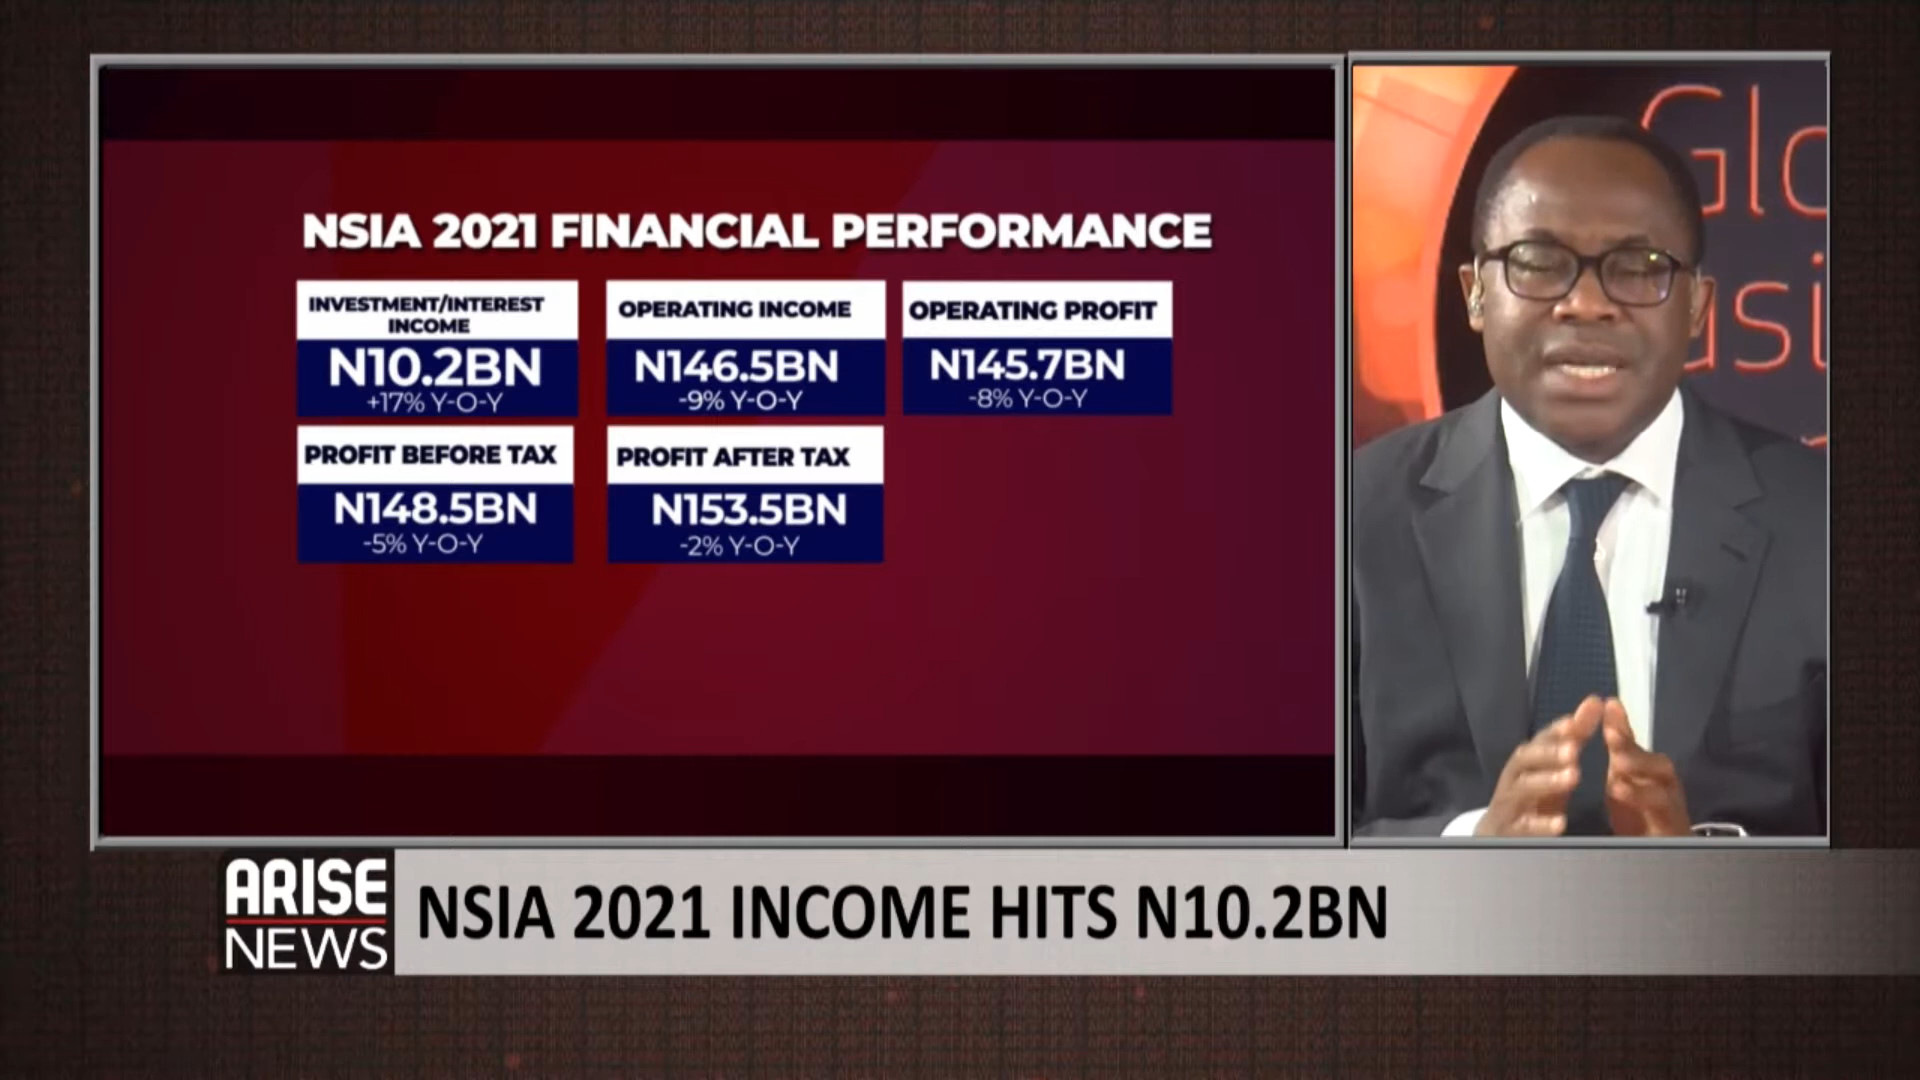 NSIA 2021 FINANCIAL PERFORMANCE
INVESTMENT/INTEREST
INCOME
N10.2BN
+17% Y-O-Y
OPERATING INCOME
N146.5BN
-9% Y-O-Y
OPERATING PROFIT
N145.7BN
-8% Y-O-Y
PROFIT BEFORE TAX
N148.5BN
-5% Y-O-Y
PROFIT AFTER TAX
N153.5BN
-2% Y-O-Y
Glo
usi
ARISE
NEWS
NSIA 2021 INCOME HITS N10.2BN